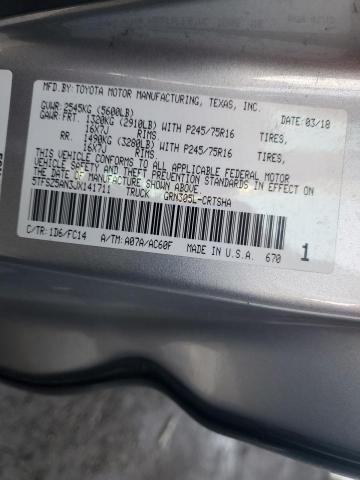 MFD.BY:TOYOTA MOTOR MANUFACTURING, TEXAS, INC.
GVWR:2545KG (5600LB) DATE:03/18
GAWR:FRT. 1320KG (2910LB) WITH P245/75R16
16X7J RIMS.
RR. 1490KG (3280LB) WITH P245/75R16
16X7J RIMS.
THIS VEHICLE CONFORMS TO ALL APPLICABLE FEDERAL MOTOR
VEHICLE SAFETY AND THEFT PREVENTION STANDARDS IN EFFECT
ON THE DATE OF MANUFACTURE SHOWN ABOVE.
5TFSZ5AN3JX141711 TRUCK GRN305L-CRTSHA
C/TR:1D6/FC14 A/TM:A07A/AC60F MADE IN U.S.A. 670 1